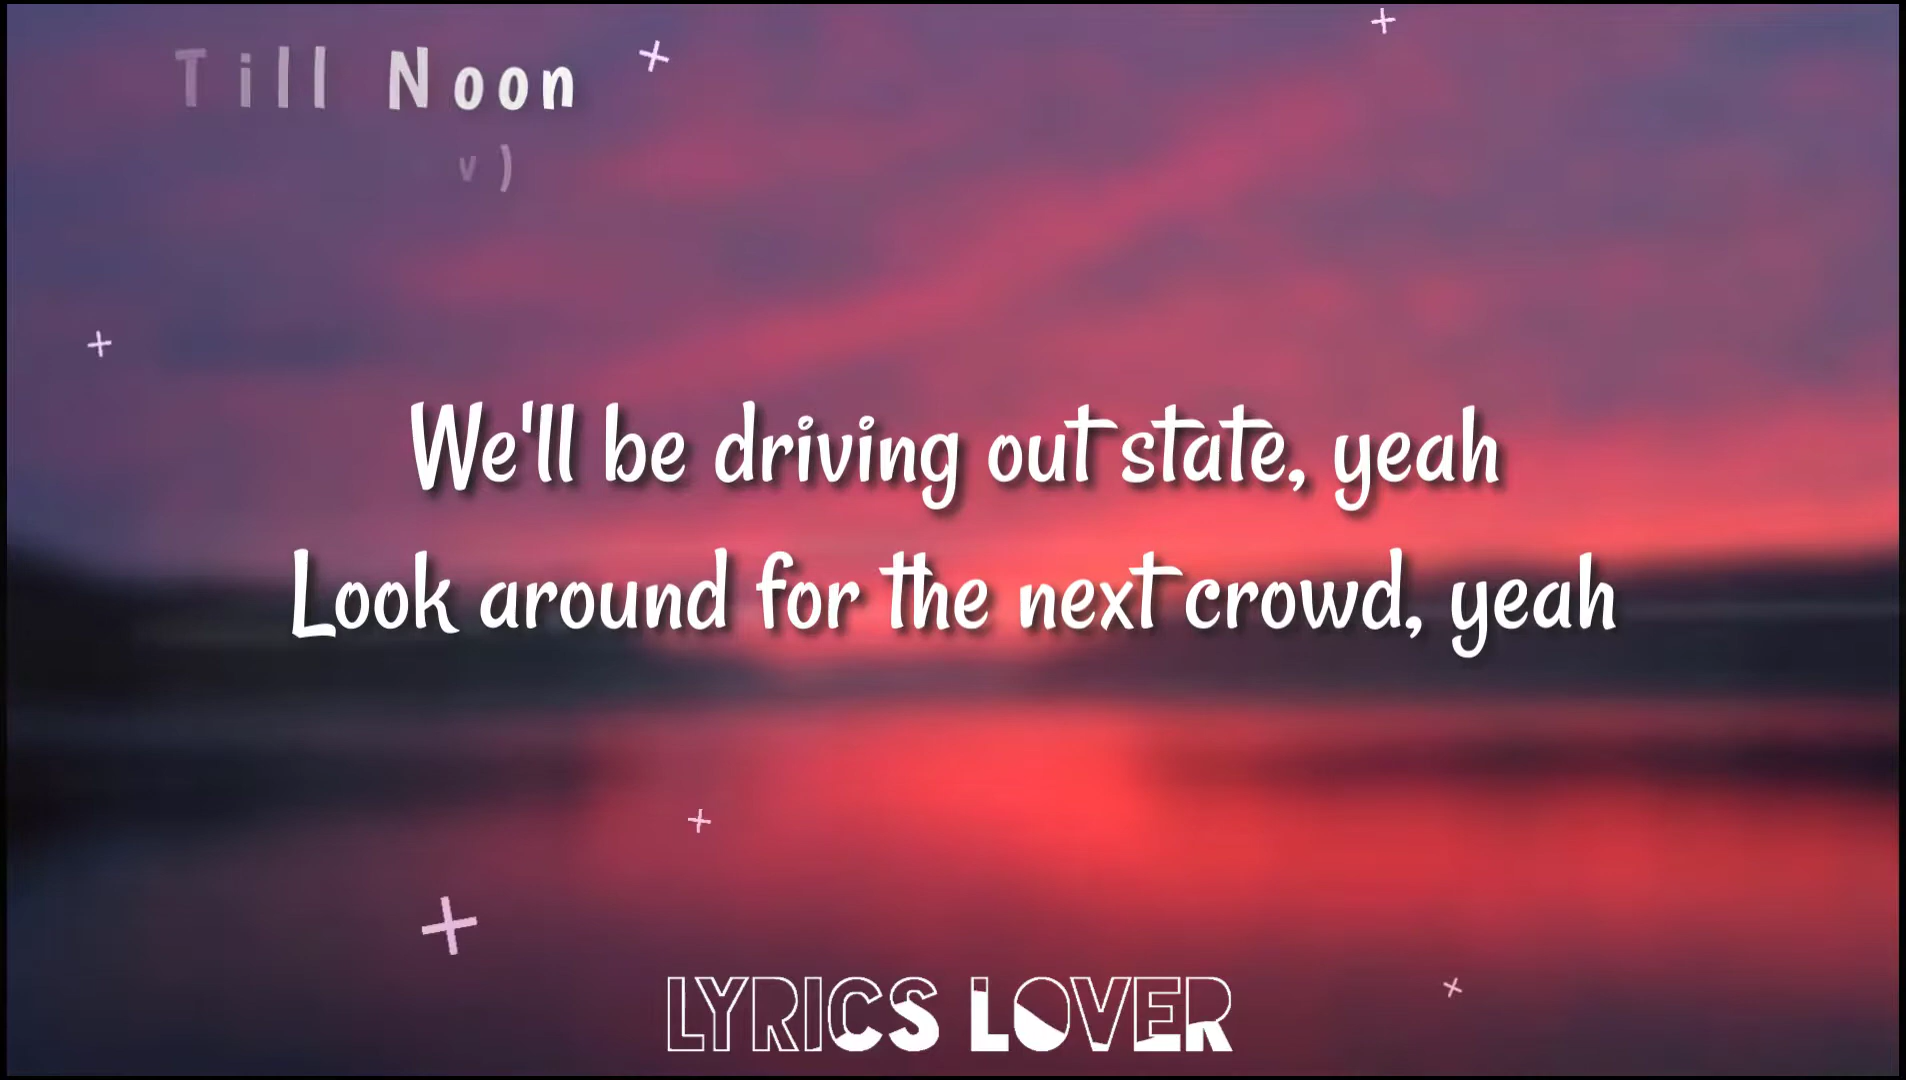 Till Noon
v)
We'll be driving out state, yeah
Look around for the next crowd, yeah
LYRICS LOVER